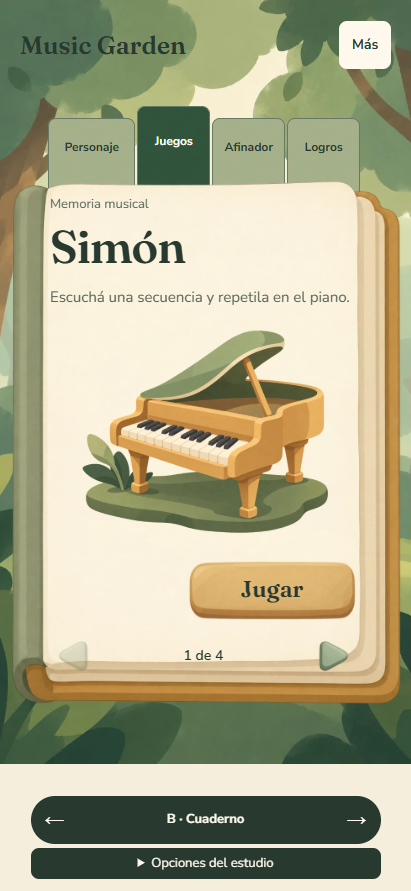 Music Garden
Más
Personaje
Juegos
Afinador
Logros
Memoria musical
Simón
Escuchá una secuencia y repetila en el piano.
Jugar
1 de 4
← B · Cuaderno →
▶ Opciones del estudio